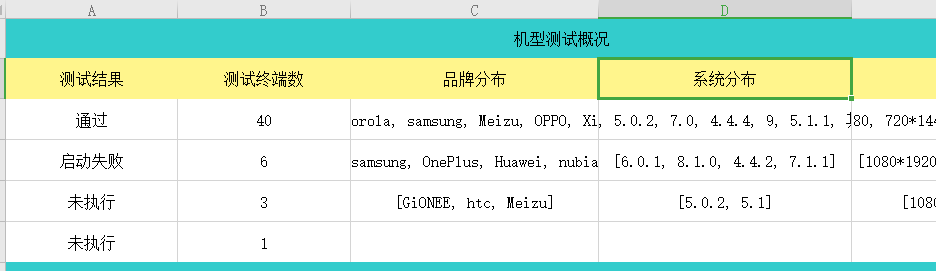 A B C D
机型测试概况
测试结果 测试终端数 品牌分布 系统分布
通过 40 orola, samsung, Meizu, OPPO, Xi, 5.0.2, 7.0, 4.4.4, 9, 5.1.1, 80, 720*144
启动失败 6 samsung, OnePlus, Huawei, nubia [6.0.1, 8.1.0, 4.4.2, 7.1.1] [1080*1920
未执行 3 [GiONEE, htc, Meizu] [5.0.2, 5.1] [1080
未执行 1